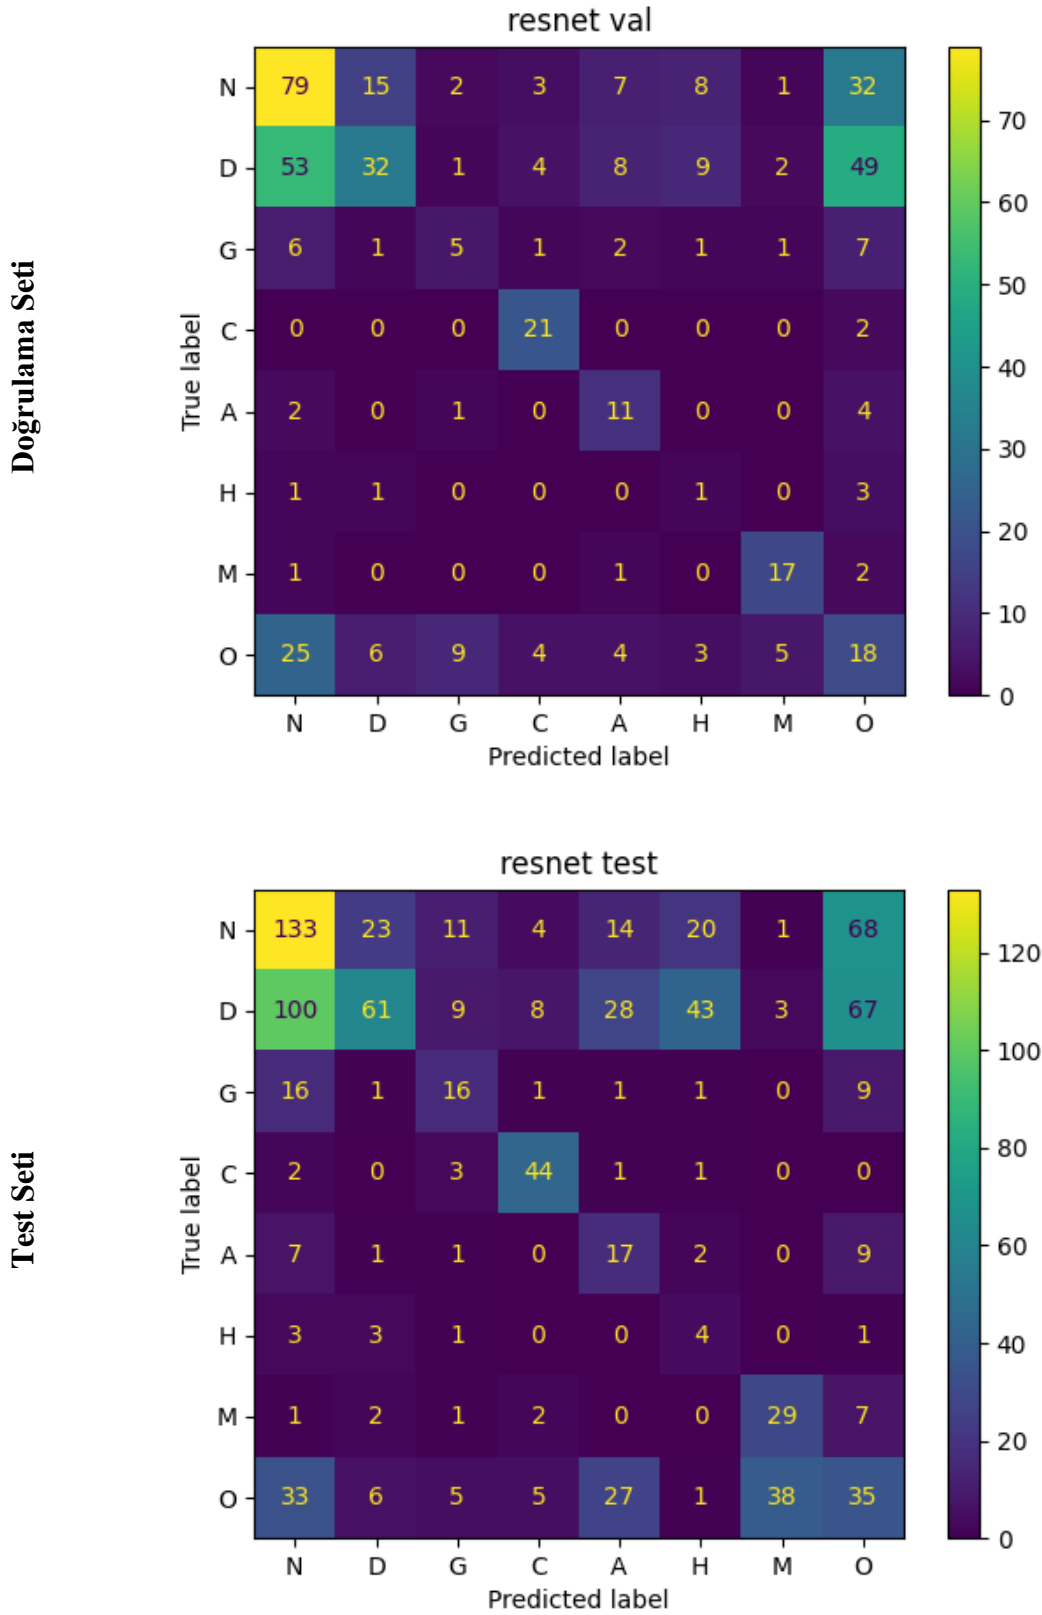 Doğrulama Seti
resnet val
True label
N 79 15 2 3 7 8 1 32
D 53 32 1 4 8 9 2 49
G 6 1 5 1 2 1 1 7
C 0 0 0 21 0 0 0 2
A 2 0 1 0 11 0 0 4
H 1 1 0 0 0 1 0 3
M 1 0 0 0 1 0 17 2
O 25 6 9 4 4 3 5 18
N D G C A H M O
Predicted label
70
60
50
40
30
20
10
0
Test Seti
resnet test
True label
N 133 23 11 4 14 20 1 68
D 100 61 9 8 28 43 3 67
G 16 1 16 1 1 1 0 9
C 2 0 3 44 1 1 0 0
A 7 1 1 0 17 2 0 9
H 3 3 1 0 0 4 0 1
M 1 2 1 2 0 0 29 7
O 33 6 5 5 27 1 38 35
N D G C A H M O
Predicted label
120
100
80
60
40
20
0